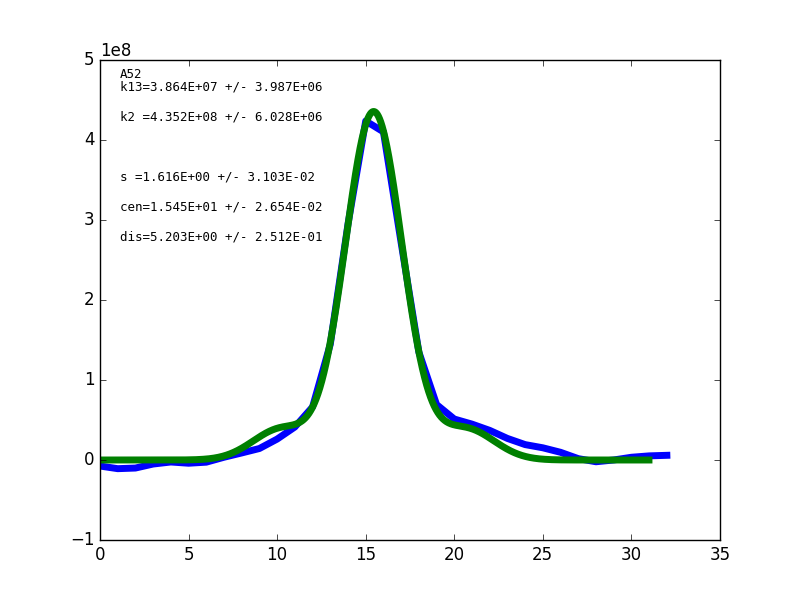 1e8
A52
k13=3.864E+07 +/- 3.987E+06
k2 =4.352E+08 +/- 6.028E+06
s =1.616E+00 +/- 3.103E-02
cen=1.545E+01 +/- 2.654E-02
dis=5.203E+00 +/- 2.512E-01
5
4
3
2
1
0
−1
0 5 10 15 20 25 30 35